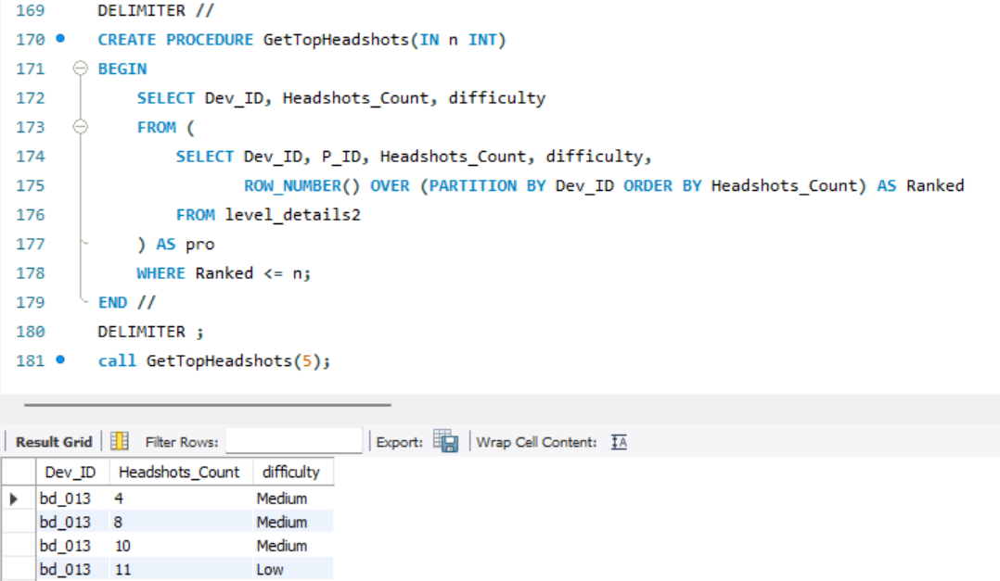 169 DELIMITER //
170 CREATE PROCEDURE GetTopHeadshots(IN n INT)
171 BEGIN
172 SELECT Dev_ID, Headshots_Count, difficulty
173 FROM (
174 SELECT Dev_ID, P_ID, Headshots_Count, difficulty,
175 ROW_NUMBER() OVER (PARTITION BY Dev_ID ORDER BY Headshots_Count) AS Ranked
176 FROM level_details2
177 ) AS pro
178 WHERE Ranked <= n;
179 END //
180 DELIMITER ;
181 call GetTopHeadshots(5);
Result Grid Filter Rows: Export: Wrap Cell Content: IA
Dev_ID Headshots_Count difficulty
bd_013 4 Medium
bd_013 8 Medium
bd_013 10 Medium
bd_013 11 Low